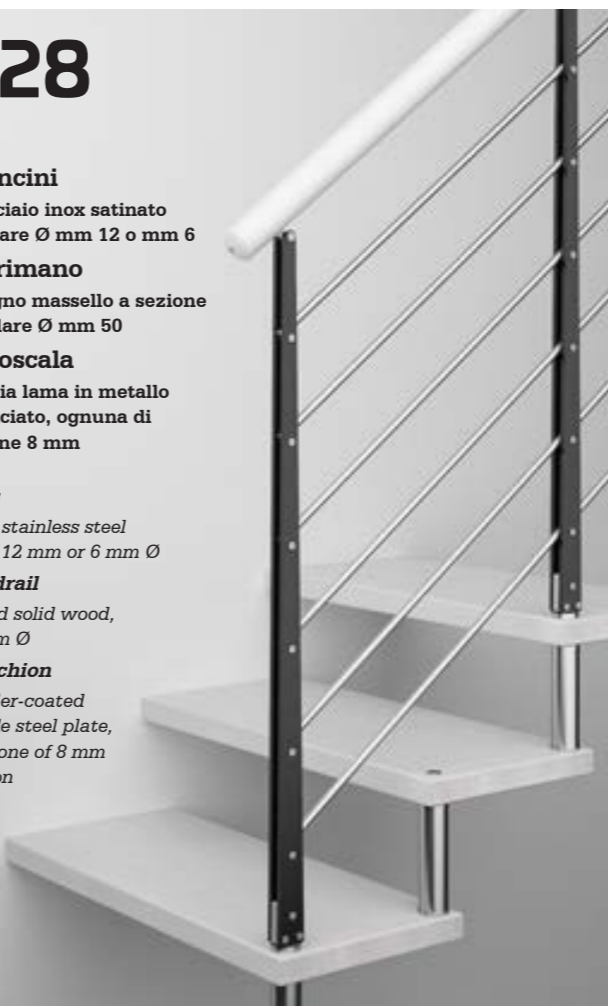 28
ncini
ciaio inox satinato
are Ø mm 12 o mm 6
rimano
gno massello a sezione
lare Ø mm 50
oscala
ia lama in metallo
ciato, ognuna di
ne 8 mm
stainless steel
12 mm or 6 mm Ø
drail
d solid wood,
m Ø
chion
er-coated
le steel plate,
one of 8 mm
on